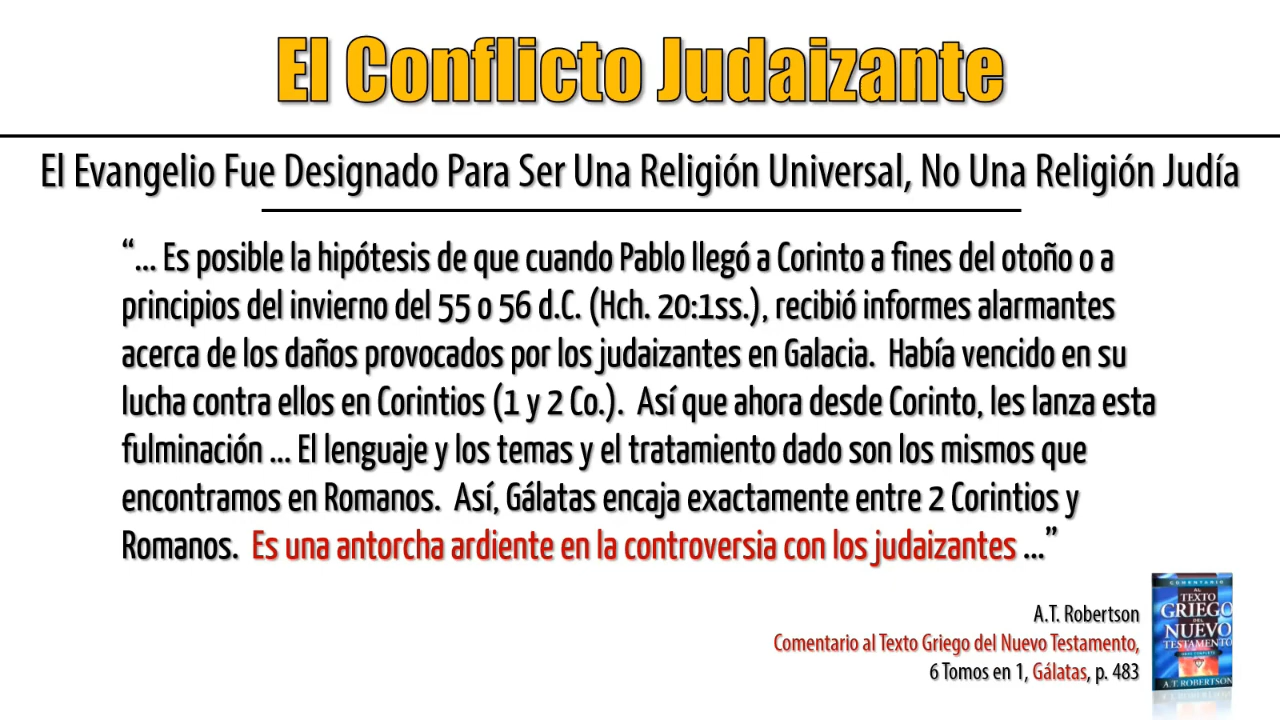 El Conflicto Judaizante
El Evangelio Fue Designado Para Ser Una Religión Universal, No Una Religión Judía
“... Es posible la hipótesis de que cuando Pablo llegó a Corinto a fines del otoño o a
principios del invierno del 55 o 56 d.C. (Hch. 20:1ss.), recibió informes alarmantes
acerca de los daños provocados por los judaizantes en Galacia. Había vencido en su
lucha contra ellos en Corintios (1 y 2 Co.). Así que ahora desde Corinto, les lanza esta
fulminación ... El lenguaje y los temas y el tratamiento dado son los mismos que
encontramos en Romanos. Así, Gálatas encaja exactamente entre 2 Corintios y
Romanos. Es una antorcha ardiente en la controversia con los judaizantes ...”
A.T. Robertson
Comentario al Texto Griego del Nuevo Testamento,
6 Tomos en 1, Gálatas, p. 483
COMENTARIO
AL
TEXTO
GRIEGO
DEL
NUEVO
TESTAMENTO
A.T. ROBERTSON